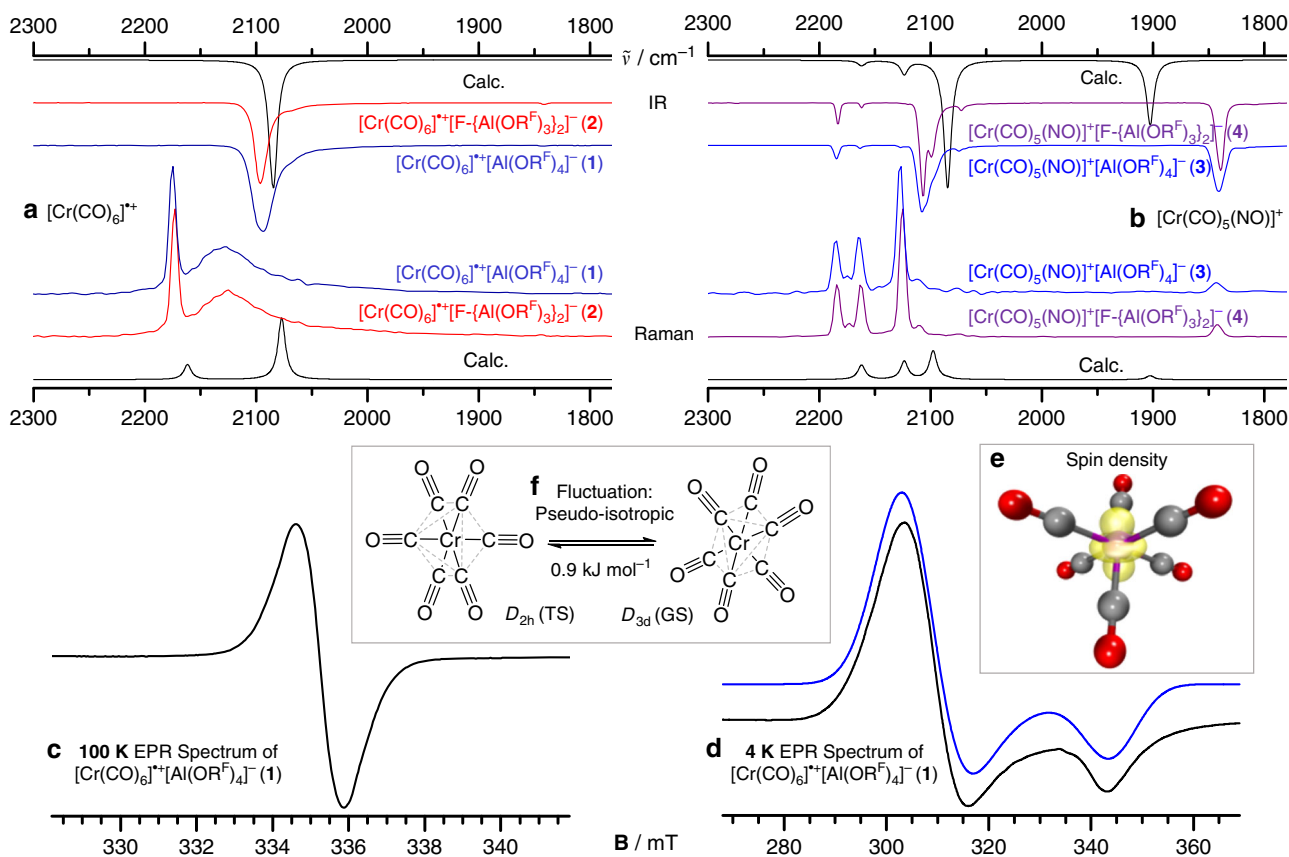 2300 2200 2100 2000 1900 1800
ν̃ / cm⁻¹
2300 2200 2100 2000 1900 1800
Calc.
[Cr(CO)₆]•⁺[F-{Al(ORᶠ)₃}₂]⁻ (2)
[Cr(CO)₆]•⁺[Al(ORᶠ)₄]⁻ (1)
a [Cr(CO)₆]•⁺
[Cr(CO)₆]•⁺[Al(ORᶠ)₄]⁻ (1)
[Cr(CO)₆]•⁺[F-{Al(ORᶠ)₃}₂]⁻ (2)
Calc.
2300 2200 2100 2000 1900 1800
IR
Raman
Calc.
[Cr(CO)₅(NO)]⁺[F-{Al(ORᶠ)₃}₂]⁻ (4)
[Cr(CO)₅(NO)]⁺[Al(ORᶠ)₄]⁻ (3)
b [Cr(CO)₅(NO)]⁺
[Cr(CO)₅(NO)]⁺[Al(ORᶠ)₄]⁻ (3)
[Cr(CO)₅(NO)]⁺[F-{Al(ORᶠ)₃}₂]⁻ (4)
Calc.
2300 2200 2100 2000 1900 1800
O O
C C
O≡C Cr C≡O
C C
O O
D₂ₕ (TS)
f Fluctuation:
Pseudo-isotropic
0.9 kJ mol⁻¹
O O
C C C O
Cr
O C C C
O O
D₃d (GS)
e Spin density
c 100 K EPR Spectrum of
[Cr(CO)₆]•⁺[Al(ORᶠ)₄]⁻ (1)
330 332 334 336 338 340
B / mT
d 4 K EPR Spectrum of
[Cr(CO)₆]•⁺[Al(ORᶠ)₄]⁻ (1)
280 300 320 340 360